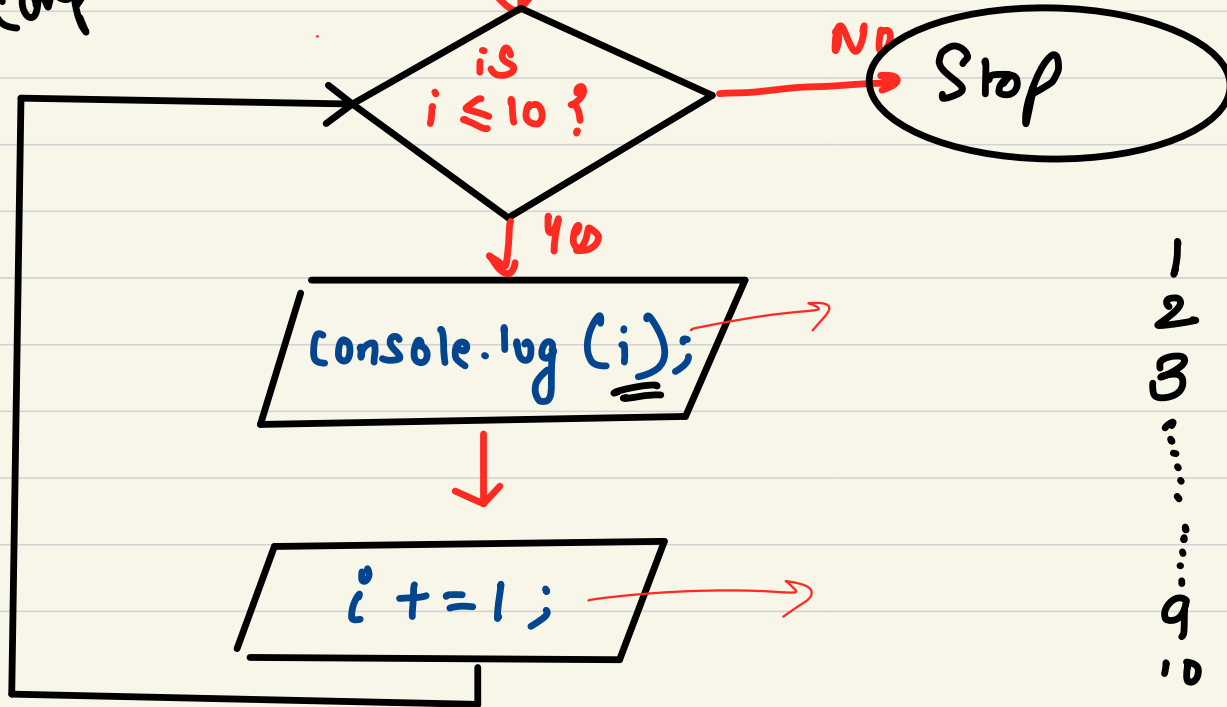 is
i ≤ 10 ?
No
Stop
Yes
console.log (i);
i += 1 ;
1
2
3
9
10